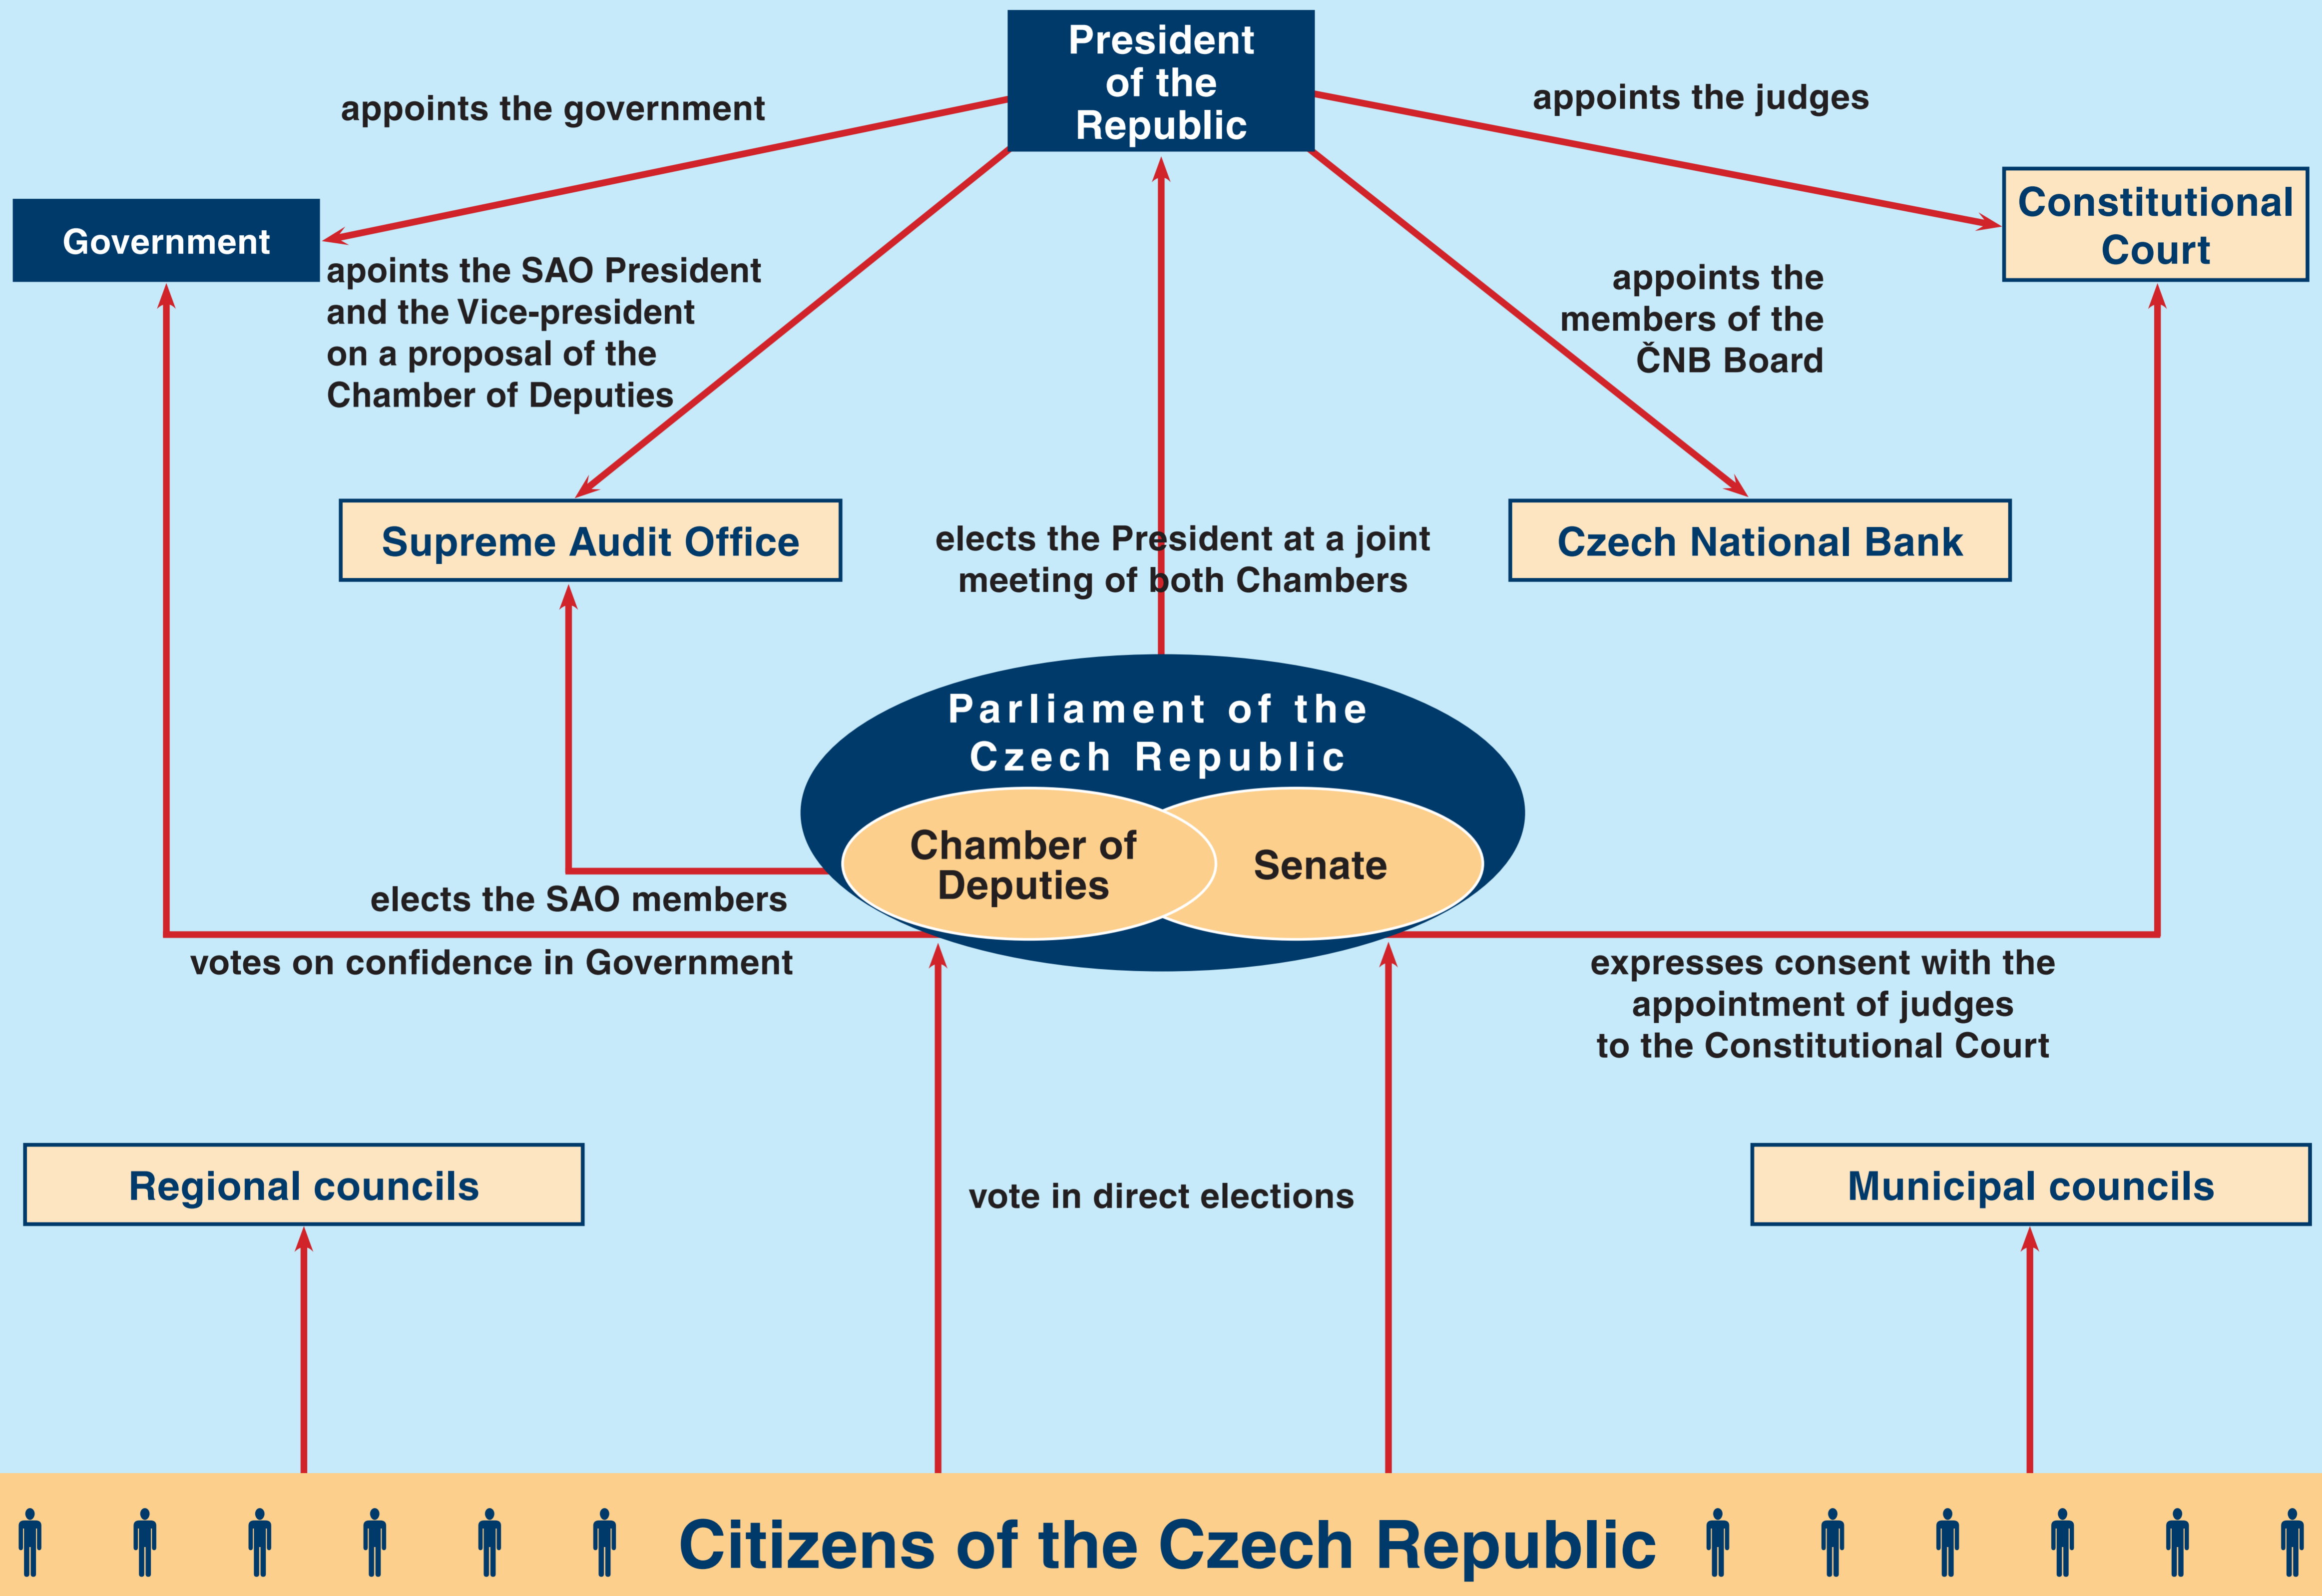 President
of the
Republic
appoints the government
appoints the judges
Government
Constitutional
Court
apoints the SAO President
and the Vice-president
on a proposal of the
Chamber of Deputies
appoints the
members of the
ČNB Board
Supreme Audit Office
elects the President at a joint
meeting of both Chambers
Czech National Bank
Parliament of the
Czech Republic
Chamber of
Deputies
Senate
elects the SAO members
votes on confidence in Government
expresses consent with the
appointment of judges
to the Constitutional Court
Regional councils
vote in direct elections
Municipal councils
Citizens of the Czech Republic